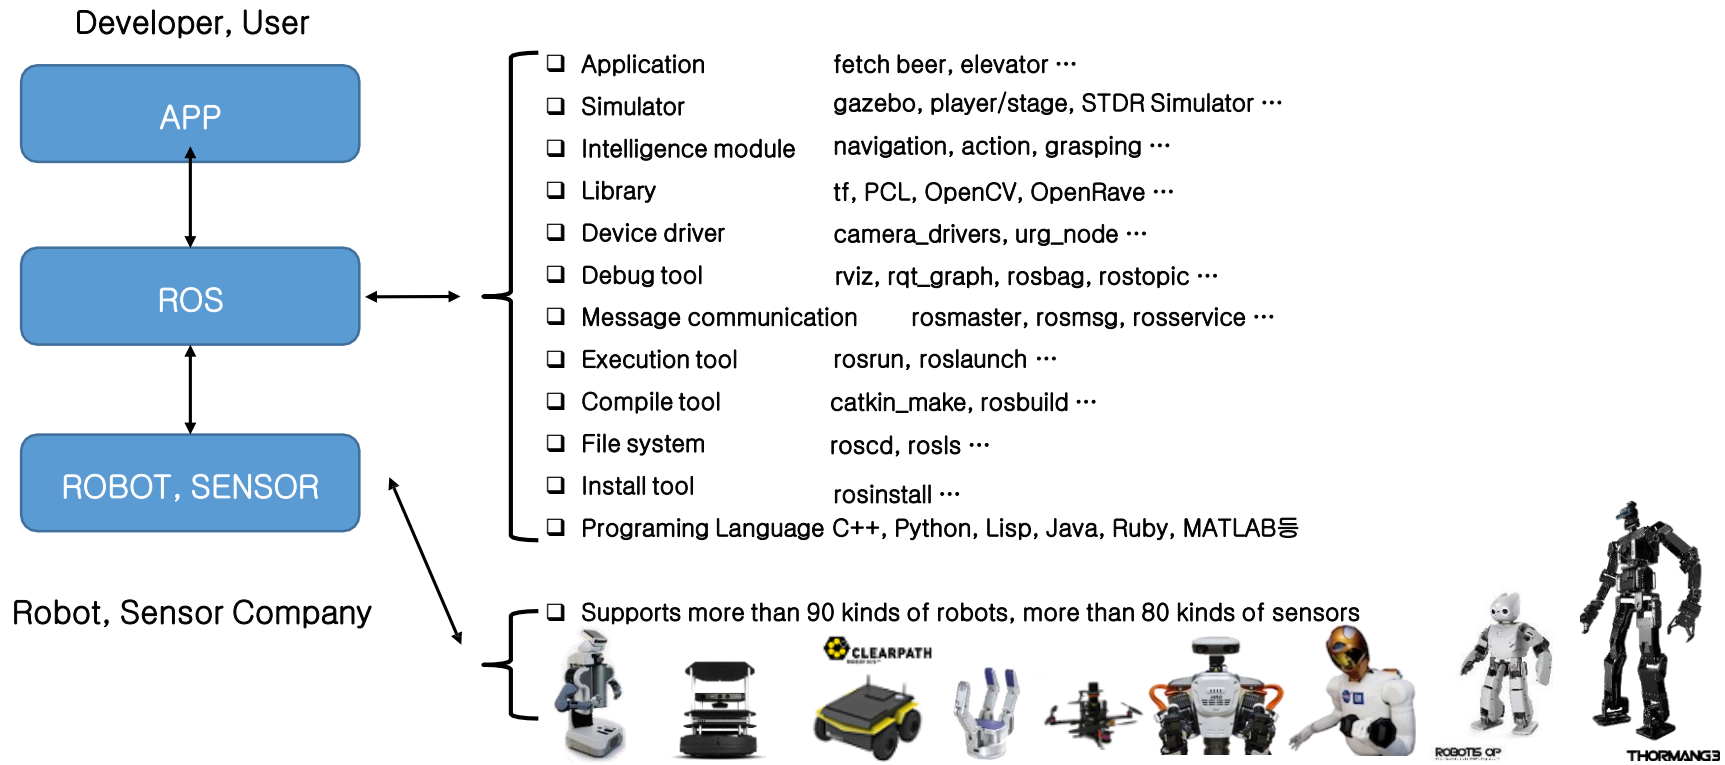 Developer, User
APP
ROS
ROBOT, SENSOR
Robot, Sensor Company
❑ Application fetch beer, elevator ⋯
❑ Simulator gazebo, player/stage, STDR Simulator ⋯
❑ Intelligence module navigation, action, grasping ⋯
❑ Library tf, PCL, OpenCV, OpenRave ⋯
❑ Device driver camera_drivers, urg_node ⋯
❑ Debug tool rviz, rqt_graph, rosbag, rostopic ⋯
❑ Message communication rosmaster, rosmsg, rosservice ⋯
❑ Execution tool rosrun, roslaunch ⋯
❑ Compile tool catkin_make, rosbuild ⋯
❑ File system roscd, rosls ⋯
❑ Install tool rosinstall ⋯
❑ Programing Language C++, Python, Lisp, Java, Ruby, MATLAB등
❑ Supports more than 90 kinds of robots, more than 80 kinds of sensors
CLEARPATH
GM
ROBOTIS OP
THORMANG3